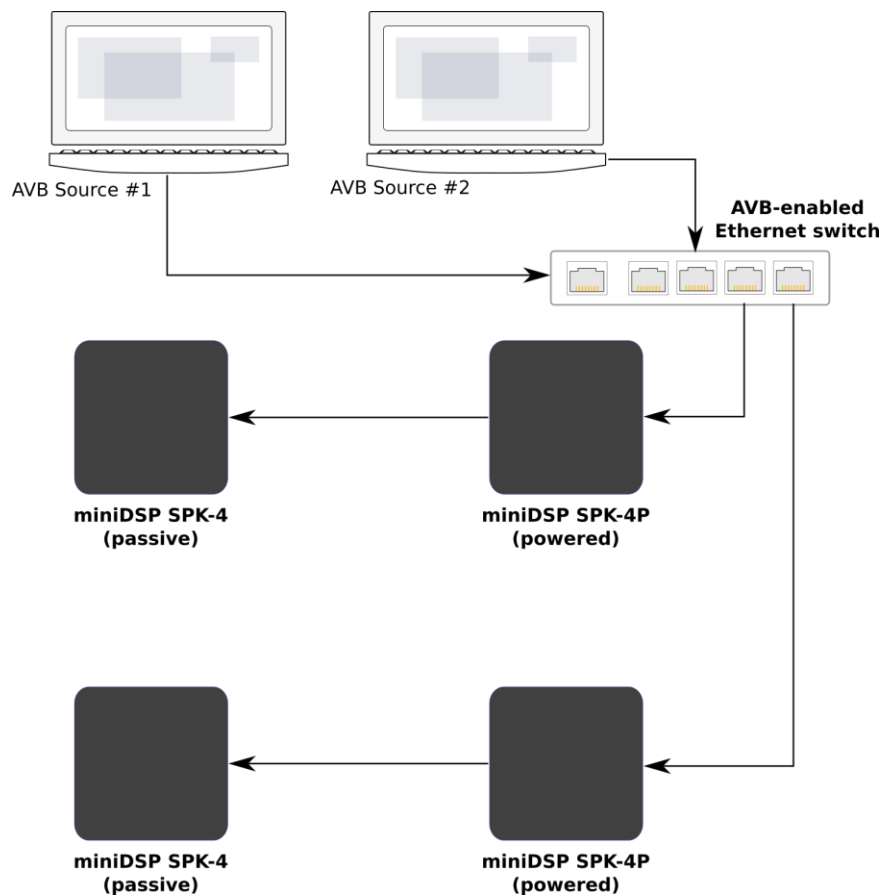 AVB Source #1
AVB Source #2
AVB-enabled
Ethernet switch
miniDSP SPK-4
(passive)
miniDSP SPK-4P
(powered)
miniDSP SPK-4
(passive)
miniDSP SPK-4P
(powered)